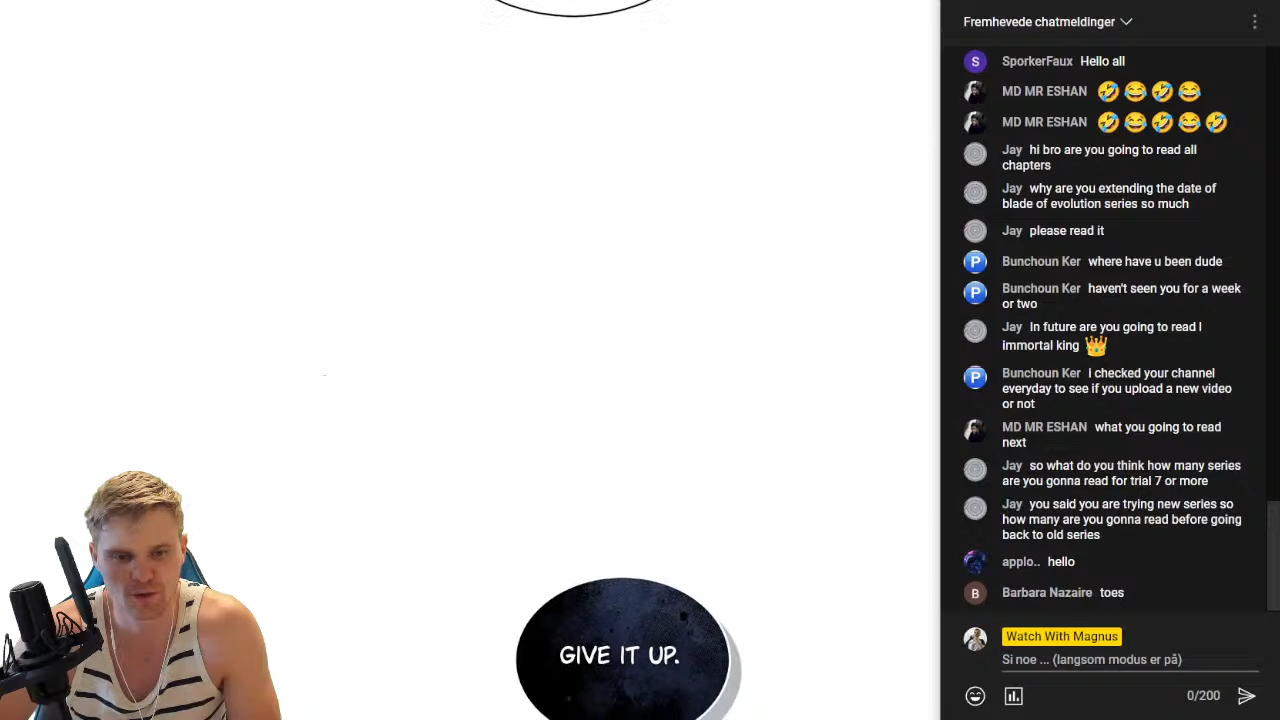 Fremhevede chatmeldinger
SporkerFaux Hello all
MD MR ESHAN 🤣😂🤣😂
MD MR ESHAN 🤣😂🤣😂🤣
Jay hi bro are you going to read all
chapters
Jay why are you extending the date of
blade of evolution series so much
Jay please read it
Bunchoun Ker where have u been dude
Bunchoun Ker haven't seen you for a week
or two
Jay In future are you going to read I
immortal king 👑
Bunchoun Ker I checked your channel
everyday to see if you upload a new video
or not
MD MR ESHAN what you going to read
next
Jay so what do you think how many series
are you gonna read for trial 7 or more
Jay you said you are trying new series so
how many are you gonna read before going
back to old series
applo.. hello
Barbara Nazaire toes
Watch With Magnus
Si noe ... (langsom modus er på)
0/200
GIVE IT UP.
S
P
P
P
B